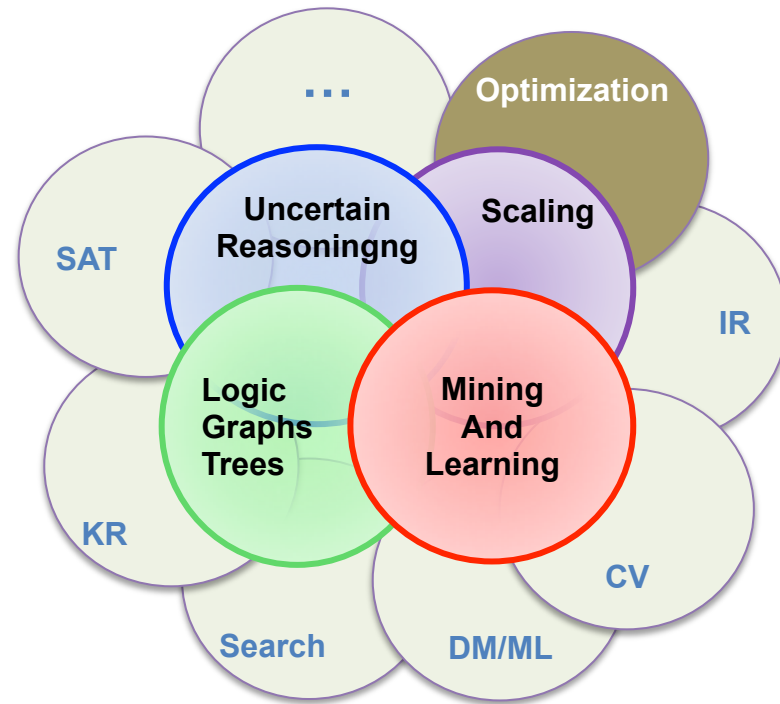 ...
Optimization
Uncertain
Reasoningng
Scaling
SAT
IR
Logic
Graphs
Trees
Mining
And
Learning
KR
CV
Search
DM/ML